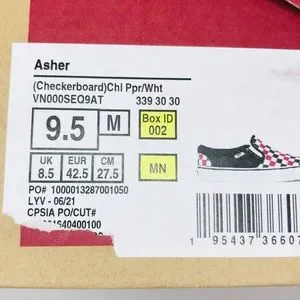 Asher
(Checkerboard)Chl Ppr/Wht
VN000SEQ9AT 339 30 30
9.5 M Box ID 002
UK EUR CM
8.5 42.5 27.5 MN
PO# 1000013287001050
LYV - 06/21
CPSIA PO/CUT#
1 95437 36607